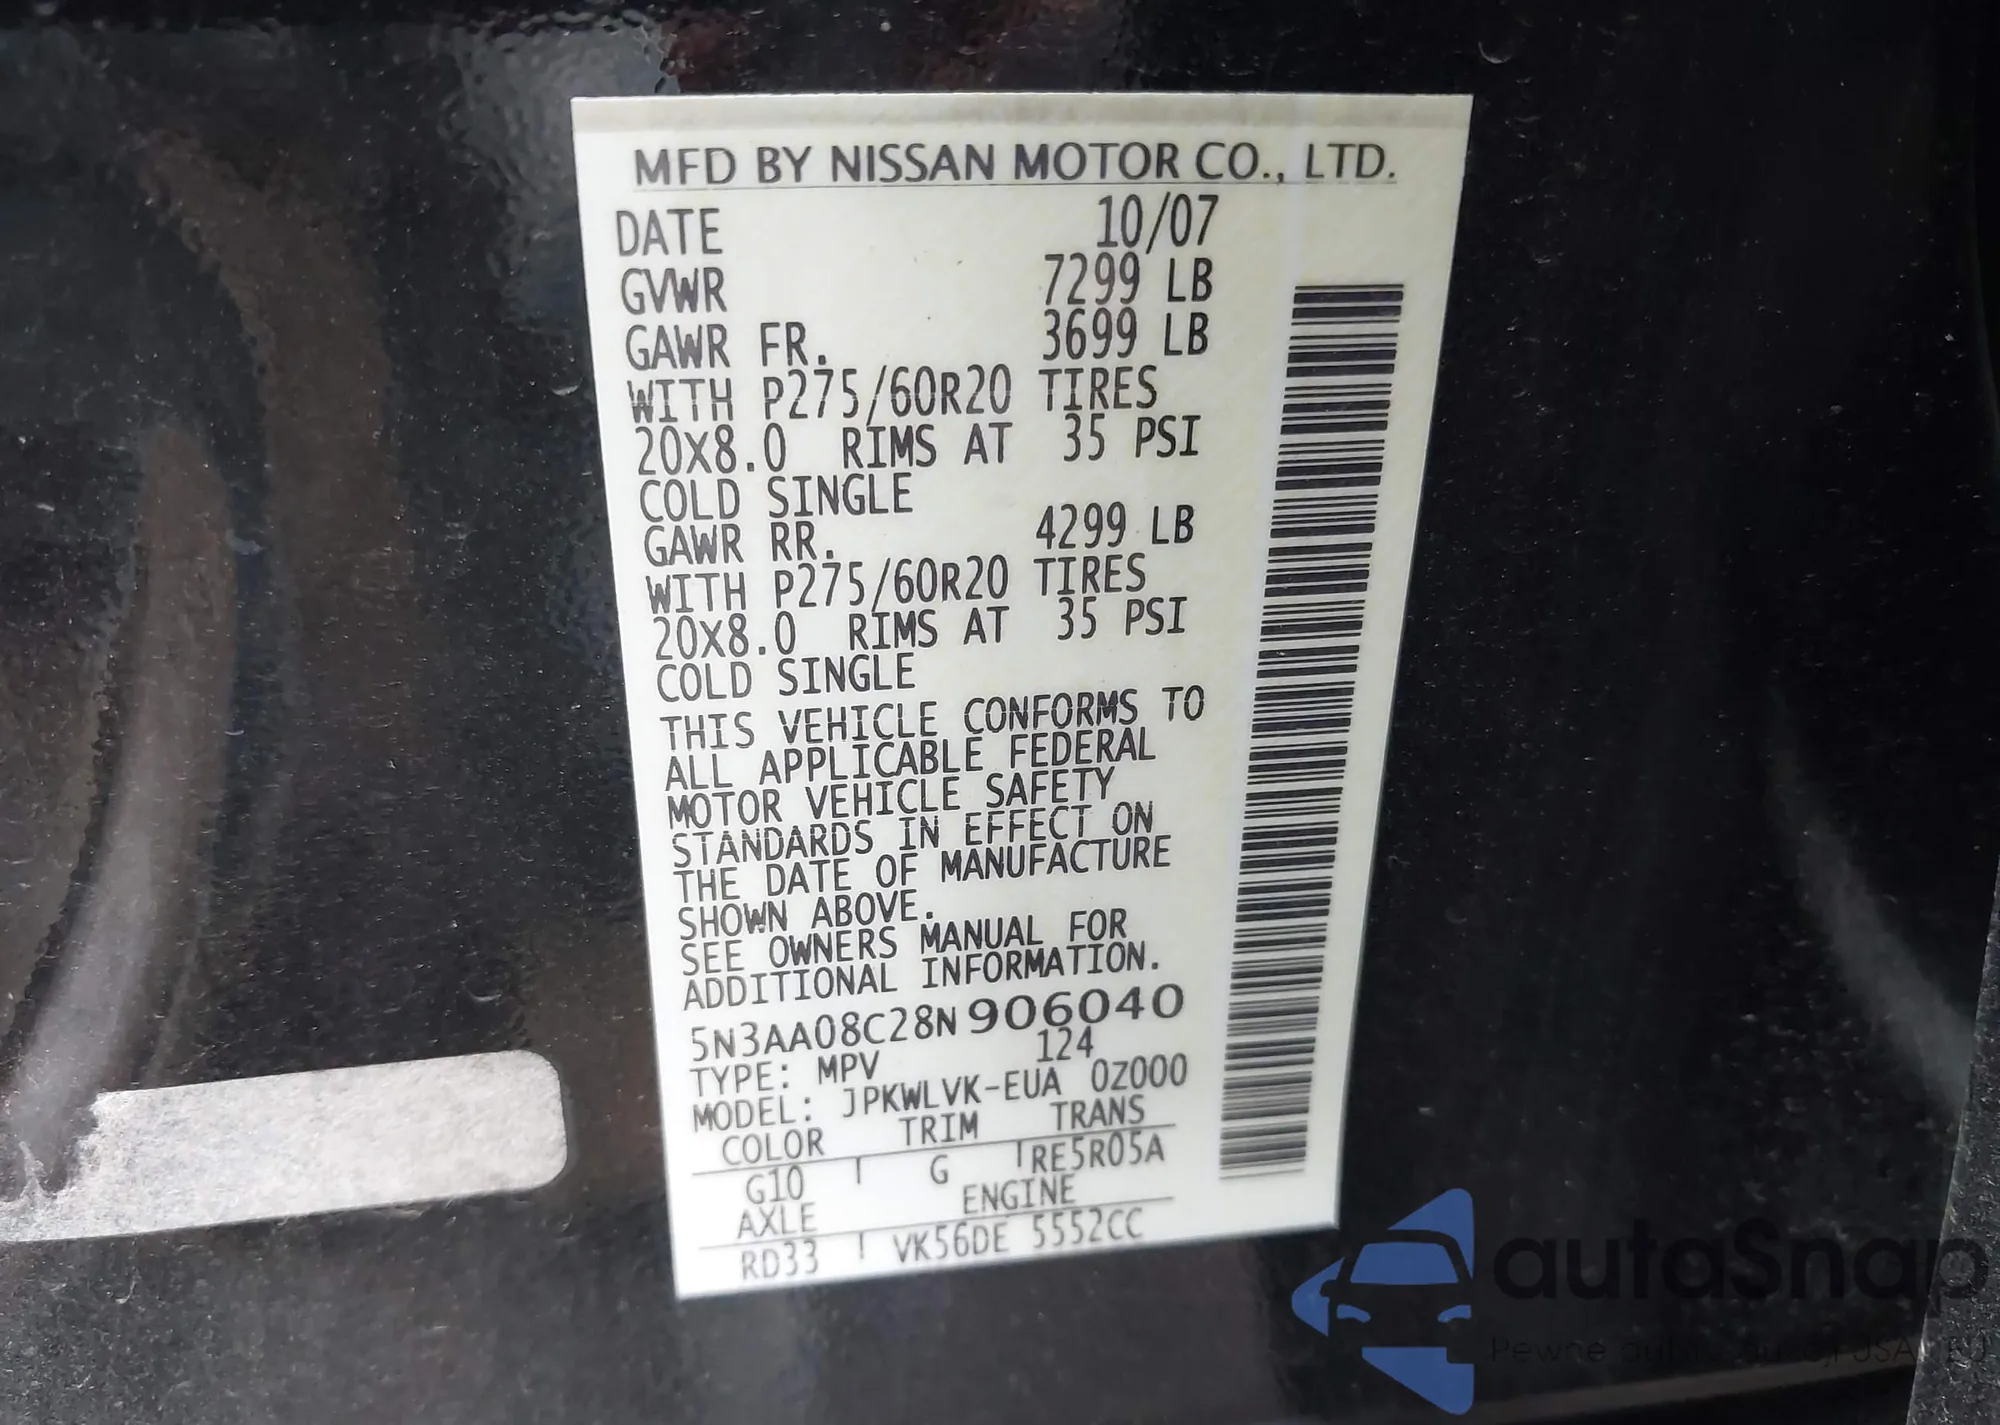 MFD BY NISSAN MOTOR CO., LTD.
DATE 10/07
GVWR 7299 LB
GAWR FR. 3699 LB
WITH P275/60R20 TIRES
20X8.0 RIMS AT 35 PSI
COLD SINGLE
GAWR RR. 4299 LB
WITH P275/60R20 TIRES
20X8.0 RIMS AT 35 PSI
COLD SINGLE
THIS VEHICLE CONFORMS TO
ALL APPLICABLE FEDERAL
MOTOR VEHICLE SAFETY
STANDARDS IN EFFECT ON
THE DATE OF MANUFACTURE
SHOWN ABOVE.
SEE OWNERS MANUAL FOR
ADDITIONAL INFORMATION.
5N3AA08C28N906040
TYPE: MPV 124
MODEL: JPKWLVK-EUA 0Z000
COLOR TRIM TRANS
G10 G RE5R05A
AXLE ENGINE
RD33 VK56DE 5552CC
autaSnap
Pewne auta